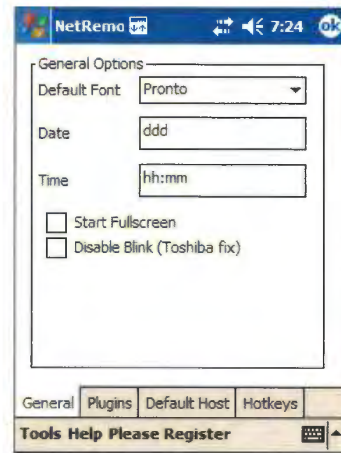 NetRemo 7:24 ok
General Options
Default Font Pronto
Date ddd
Time hh:mm
Start Fullscreen
Disable Blink (Toshiba fix)
General Plugins Default Host Hotkeys
Tools Help Please Register